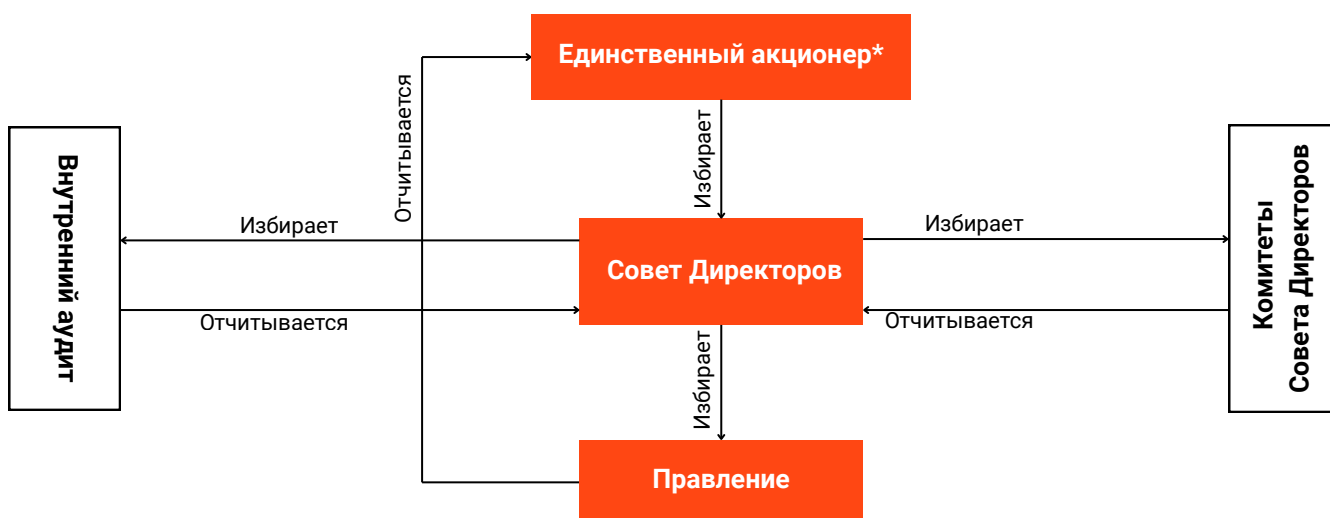 Единственный акционер*
Отчитывается
Избирает
Внутренний аудит
Избирает
Отчитывается
Совет Директоров
Избирает
Отчитывается
Комитеты
Совета Директоров
Избирает
Правление